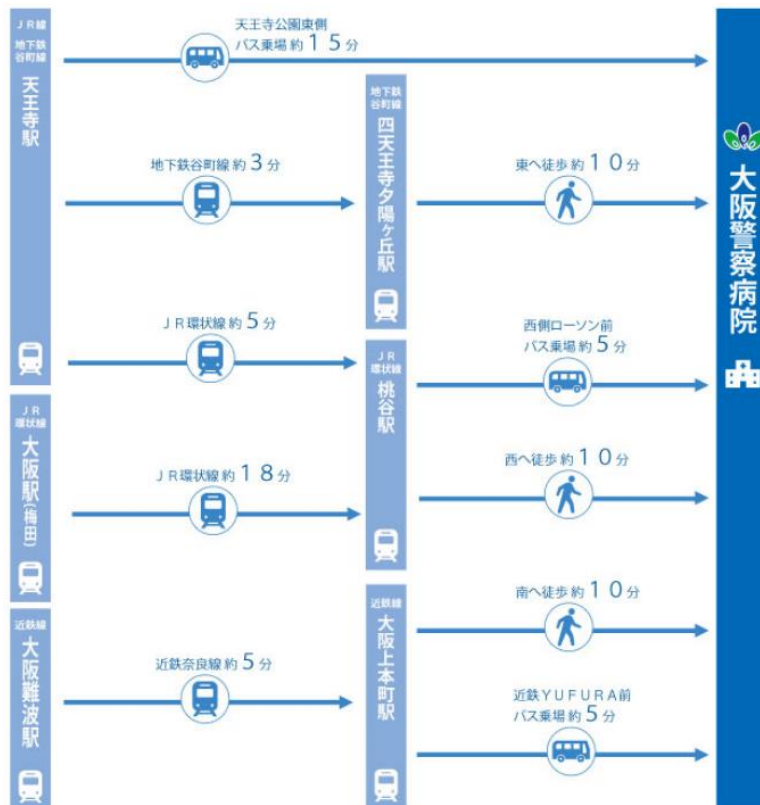 JR線
地下鉄
谷町線
天王寺駅
天王寺公園東側
バス乗場 約15分
地下鉄谷町線 約3分
地下鉄
谷町線
四天王寺夕陽ヶ丘駅
東へ徒歩 約10分
JR環状線 約5分
JR
環状線
桃谷駅
西側ローソン前
バス乗場 約5分
JR
環状線
大阪駅(梅田)
JR環状線 約18分
西へ徒歩 約10分
近鉄線
大阪難波駅
近鉄奈良線 約5分
近鉄線
大阪上本町駅
南へ徒歩 約10分
近鉄YUFURA前
バス乗場 約5分
大阪警察病院